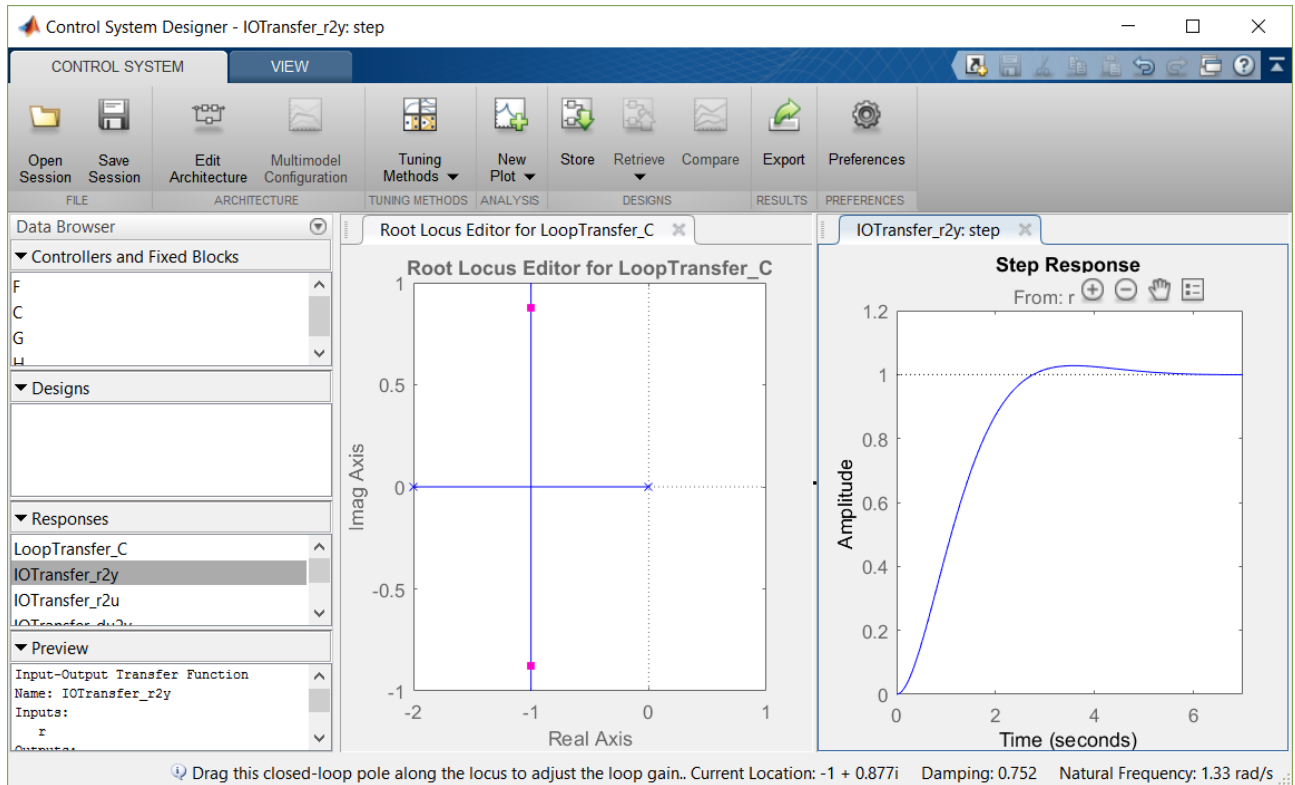 Control System Designer - IOTransfer_r2y: step
CONTROL SYSTEM VIEW
Open Session
Save Session
Edit Architecture
Multimodel Configuration
Tuning Methods
New Plot
Store
Retrieve
Compare
Export
Preferences
FILE ARCHITECTURE TUNING METHODS ANALYSIS DESIGNS RESULTS PREFERENCES
Data Browser
Controllers and Fixed Blocks
F
C
G
H
Designs
Responses
LoopTransfer_C
IOTransfer_r2y
IOTransfer_r2u
IOTransfer_du2y
Preview
Input-Output Transfer Function
Name: IOTransfer_r2y
Inputs:
r
Outputs:
Root Locus Editor for LoopTransfer_C
Root Locus Editor for LoopTransfer_C
1
0.5
0
-0.5
-1
Imag Axis
-2 -1 0 1
Real Axis
IOTransfer_r2y: step
Step Response
From: r
1.2
1
0.8
0.6
0.4
0.2
0
Amplitude
0 2 4 6
Time (seconds)
Drag this closed-loop pole along the locus to adjust the loop gain.. Current Location: -1 + 0.877i Damping: 0.752 Natural Frequency: 1.33 rad/s